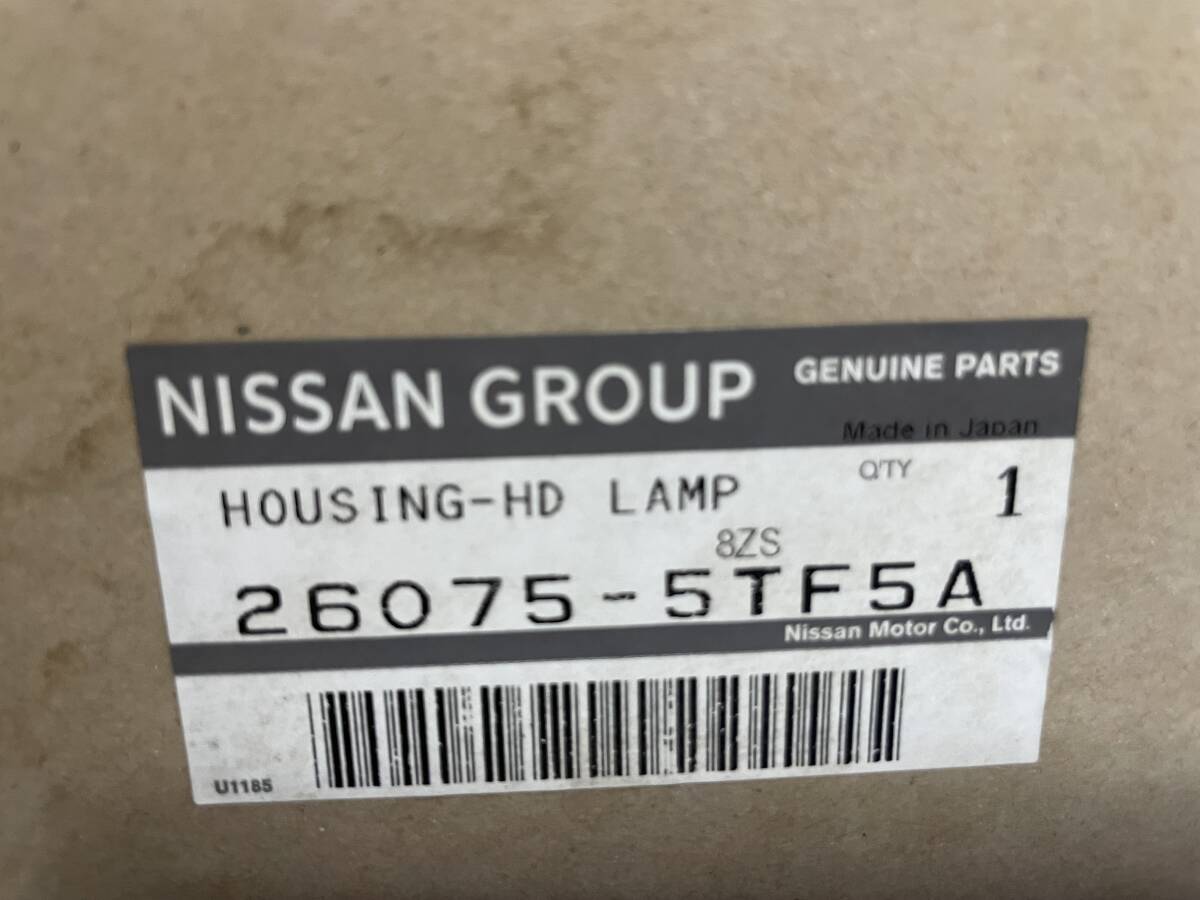 NISSAN GROUP GENUINE PARTS
Made in Japan
HOUSING-HD LAMP Q'TY 1
8ZS
26075-5TF5A
Nissan Motor Co., Ltd.
U1185